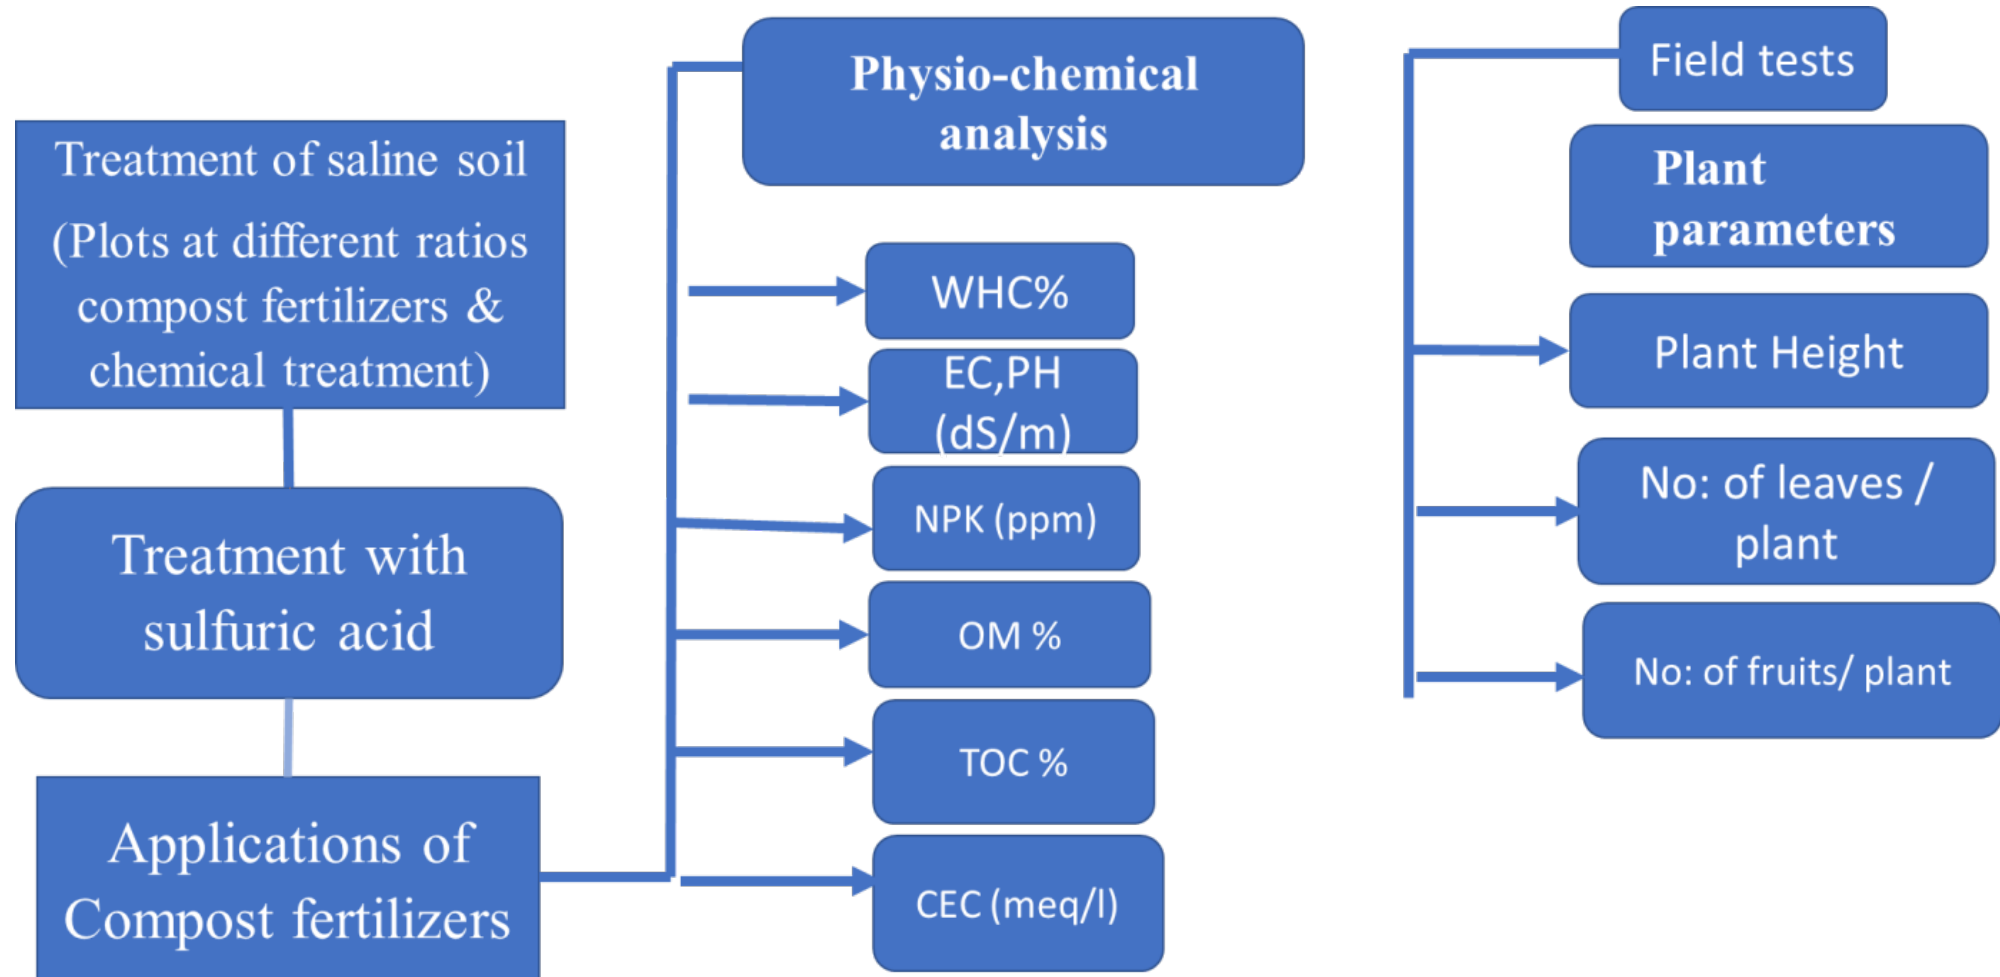 Treatment of saline soil
(Plots at different ratios
compost fertilizers &
chemical treatment)
Treatment with
sulfuric acid
Applications of
Compost fertilizers
Physio-chemical
analysis
WHC%
EC,PH
(dS/m)
NPK (ppm)
OM %
TOC %
CEC (meq/l)
Field tests
Plant
parameters
Plant Height
No: of leaves /
plant
No: of fruits/ plant